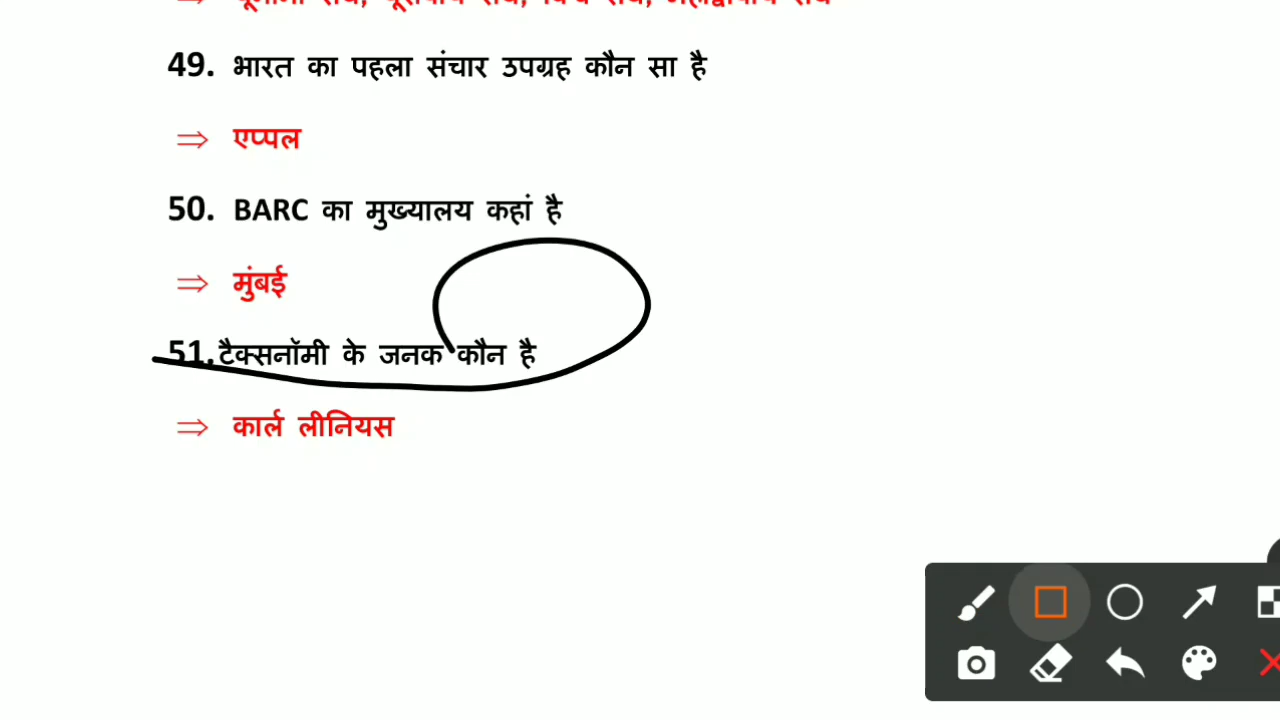 49. भारत का पहला संचार उपग्रह कौन सा है
⇒ एप्पल
50. BARC का मुख्यालय कहां है
⇒ मुंबई
51. टैक्सनॉमी के जनक कौन है
⇒ कार्ल लीनियस